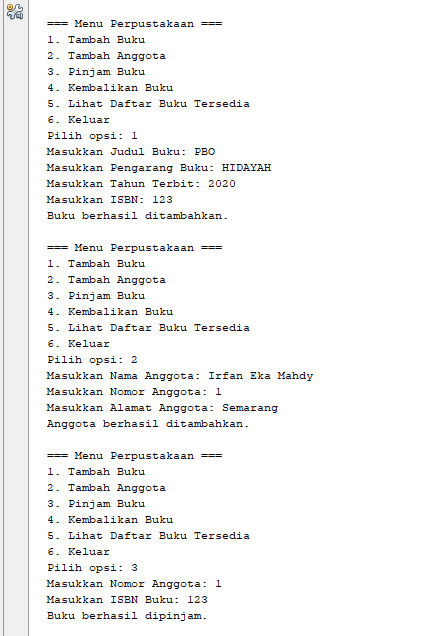 === Menu Perpustakaan ===
1. Tambah Buku
2. Tambah Anggota
3. Pinjam Buku
4. Kembalikan Buku
5. Lihat Daftar Buku Tersedia
6. Keluar
Pilih opsi: 1
Masukkan Judul Buku: PBO
Masukkan Pengarang Buku: HIDAYAH
Masukkan Tahun Terbit: 2020
Masukkan ISBN: 123
Buku berhasil ditambahkan.
=== Menu Perpustakaan ===
1. Tambah Buku
2. Tambah Anggota
3. Pinjam Buku
4. Kembalikan Buku
5. Lihat Daftar Buku Tersedia
6. Keluar
Pilih opsi: 2
Masukkan Nama Anggota: Irfan Eka Mahdy
Masukkan Nomor Anggota: 1
Masukkan Alamat Anggota: Semarang
Anggota berhasil ditambahkan.
=== Menu Perpustakaan ===
1. Tambah Buku
2. Tambah Anggota
3. Pinjam Buku
4. Kembalikan Buku
5. Lihat Daftar Buku Tersedia
6. Keluar
Pilih opsi: 3
Masukkan Nomor Anggota: 1
Masukkan ISBN Buku: 123
Buku berhasil dipinjam.